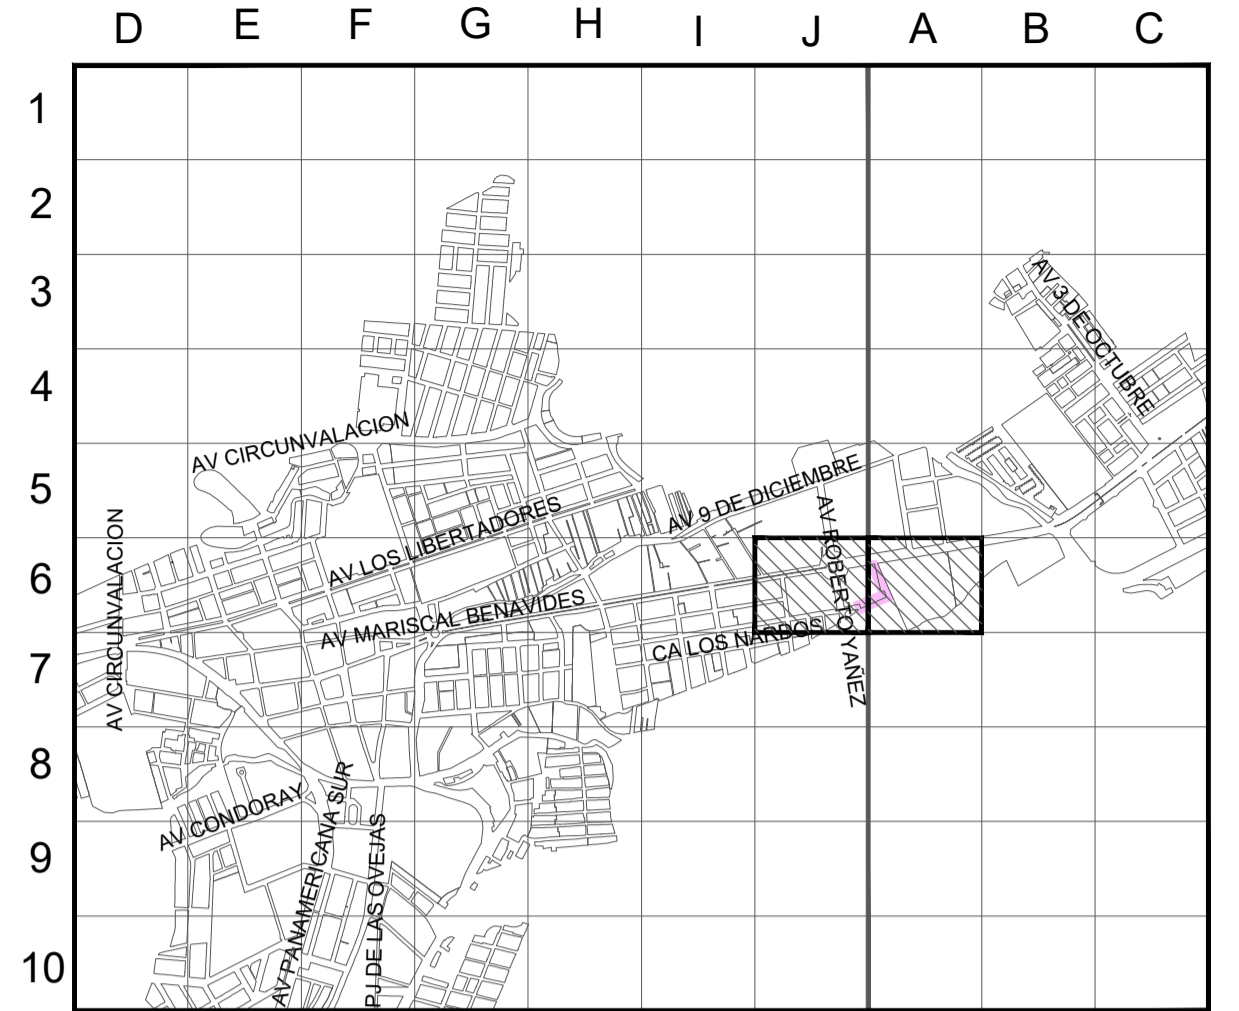 D E F G H I J A B C
1
2
3
AV 3 DE OCTUBRE
4
AV CIRCUNVALACION
5
AV 9 DE DICIEMBRE
AV LOS LIBERTADORES
AV CIRCUNVALACION
6
AV ROBERTO YAÑEZ
AV MARISCAL BENAVIDES
CA LOS NARDOS
7
8
AV CONDORAY
AV PANAMERICANA SUR
PJ DE LAS OVEJAS
9
10